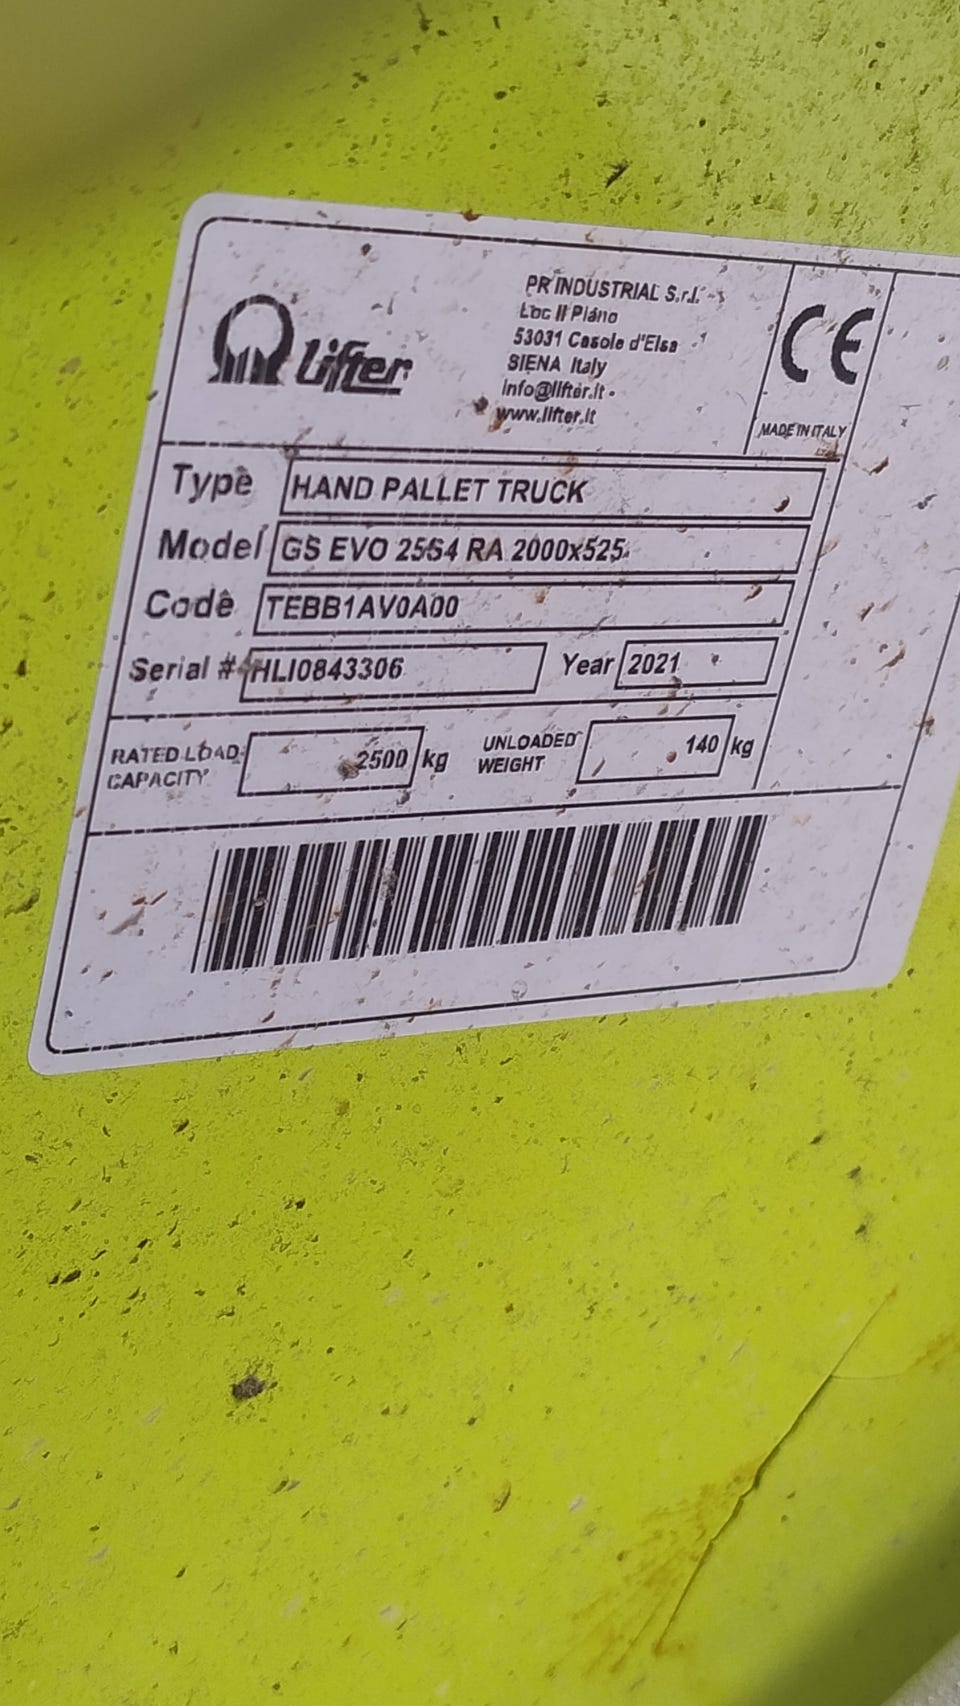 Lifter
PR INDUSTRIAL S.r.l.
Loc Il Piano
53031 Casole d'Elsa
SIENA Italy
info@lifter.it
www.lifter.it
CE
MADE IN ITALY
Type HAND PALLET TRUCK
Model GS EVO 25S4 RA 2000x525
Code TEBB1AV0A00
Serial # HLI0843306 Year 2021
RATED LOAD CAPACITY 2500 kg UNLOADED WEIGHT 140 kg